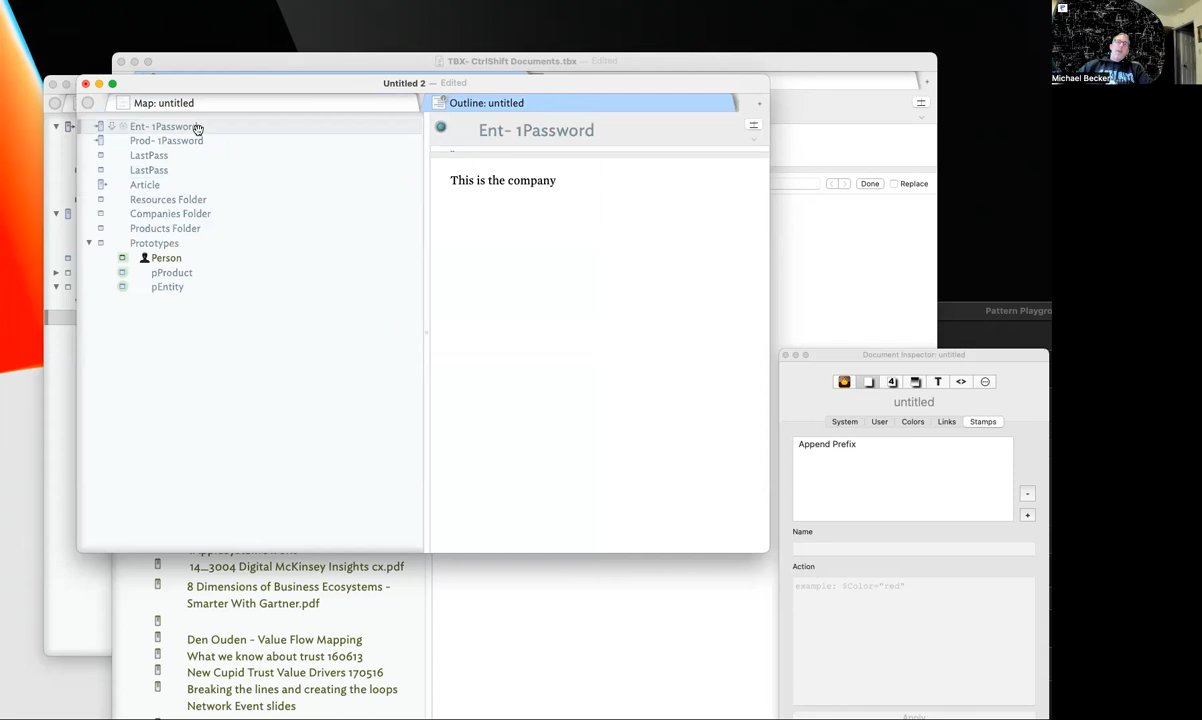 Michael Becker
TBX- CtrlShift Documents.tbx — Edited
Untitled 2 — Edited
Map: untitled
Outline: untitled
Ent- 1Password
Prod- 1Password
LastPass
LastPass
Article
Resources Folder
Companies Folder
Products Folder
Prototypes
Person
pProduct
pEntity
Ent- 1Password
This is the company
Done
Replace
Pattern Playgro
Document Inspector: untitled
4
T
<>
untitled
System
User
Colors
Links
Stamps
Append Prefix
-
+
Name
Action
example: $Color="red"
Apply
14_3004 Digital McKinsey Insights cx.pdf
8 Dimensions of Business Ecosystems -
Smarter With Gartner.pdf
Den Ouden - Value Flow Mapping
What we know about trust 160613
New Cupid Trust Value Drivers 170516
Breaking the lines and creating the loops
Network Event slides